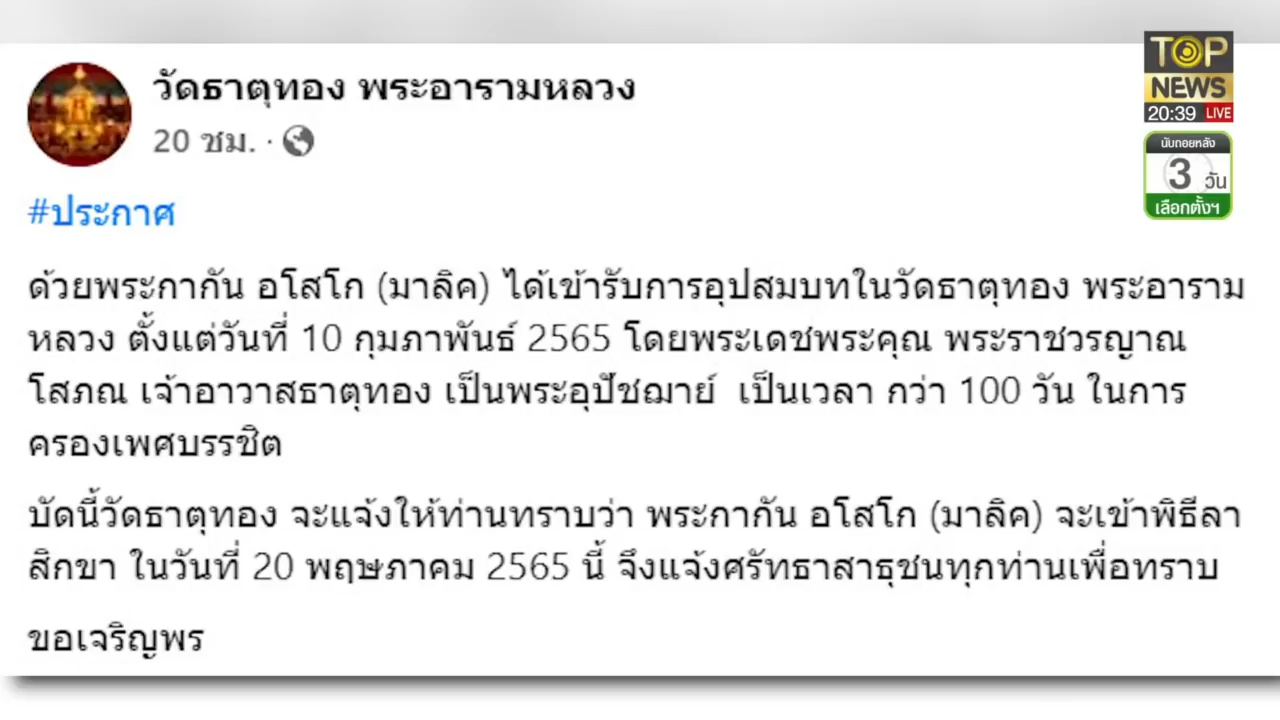 วัดธาตุทอง พระอารามหลวง
20 ชม. ·
#ประกาศ
ด้วยพระกากัน อโสโก (มาลิค) ได้เข้ารับการอุปสมบทในวัดธาตุทอง พระอาราม
หลวง ตั้งแต่วันที่ 10 กุมภาพันธ์ 2565 โดยพระเดชพระคุณ พระราชวรญาณ
โสภณ เจ้าอาวาสธาตุทอง เป็นพระอุปัชฌาย์ เป็นเวลา กว่า 100 วัน ในการ
ครองเพศบรรชิต
บัดนี้วัดธาตุทอง จะแจ้งให้ท่านทราบว่า พระกากัน อโสโก (มาลิค) จะเข้าพิธีลา
สิกขา ในวันที่ 20 พฤษภาคม 2565 นี้ จึงแจ้งศรัทธาสาธุชนทุกท่านเพื่อทราบ
ขอเจริญพร
TOP
NEWS
20:39 LIVE
นับถอยหลัง
3 วัน
เลือกตั้งฯ